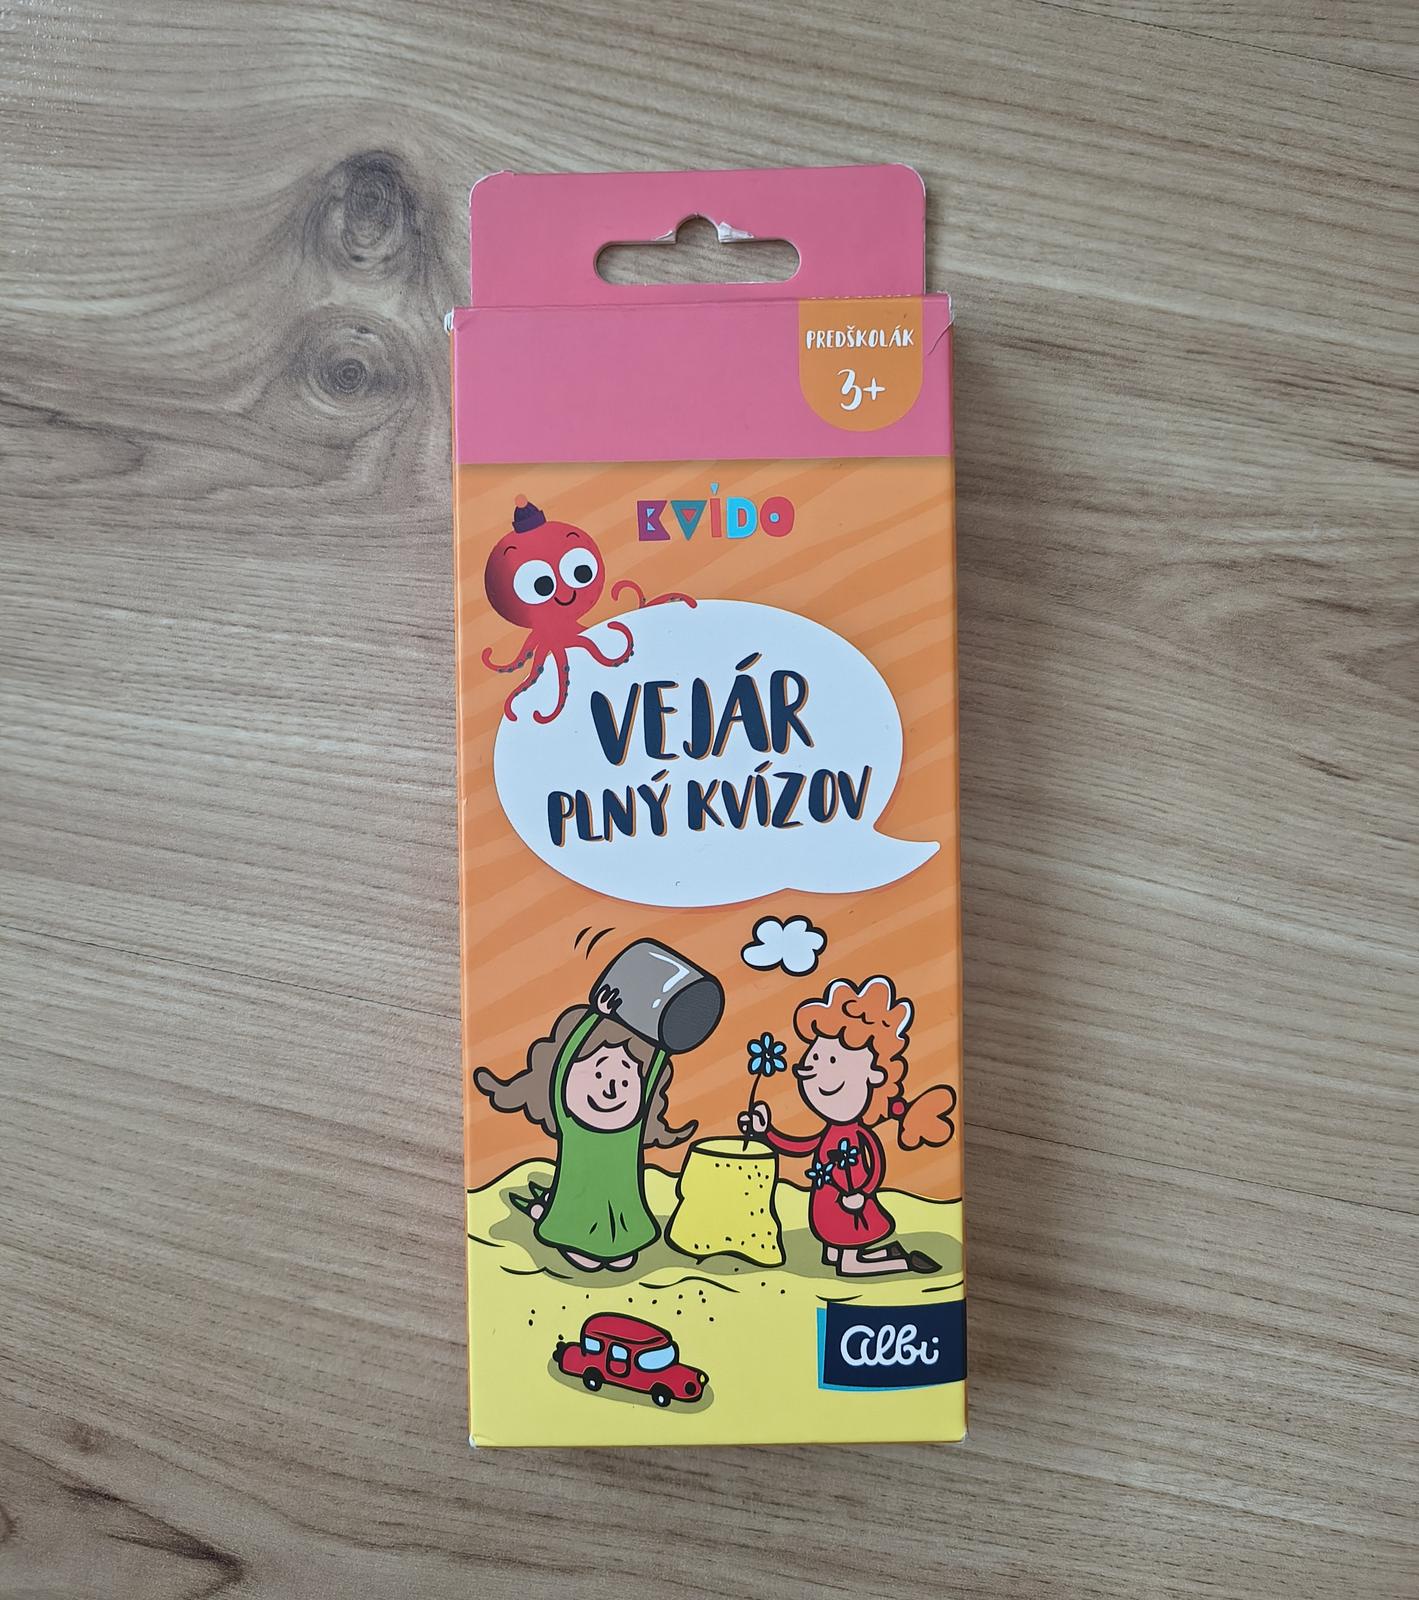 PREDŠKOLÁK
3+
KVÍDO
VEJÁR
PLNÝ KVÍZOV
albi